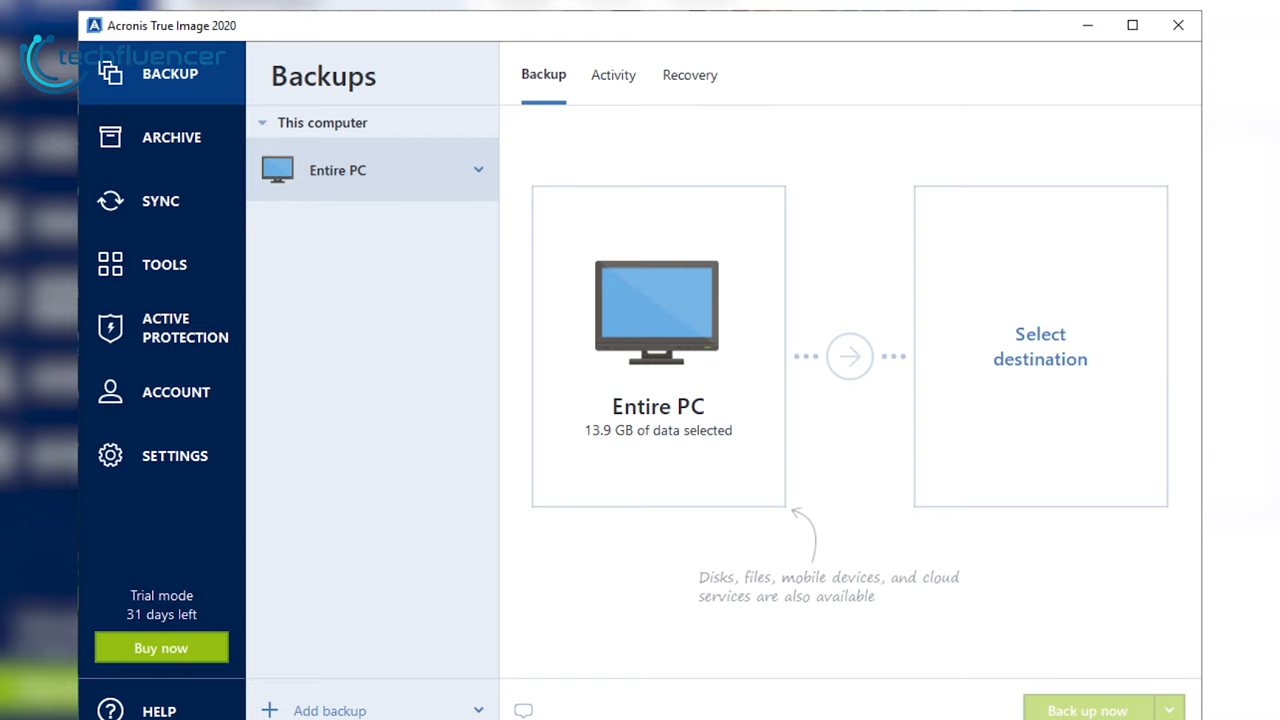 Acronis True Image 2020
techfluencer
BACKUP
ARCHIVE
SYNC
TOOLS
ACTIVE
PROTECTION
ACCOUNT
SETTINGS
Trial mode
31 days left
Buy now
HELP
Backups
This computer
Entire PC
Add backup
Backup
Activity
Recovery
Entire PC
13.9 GB of data selected
Select
destination
Disks, files, mobile devices, and cloud
services are also available
Back up now